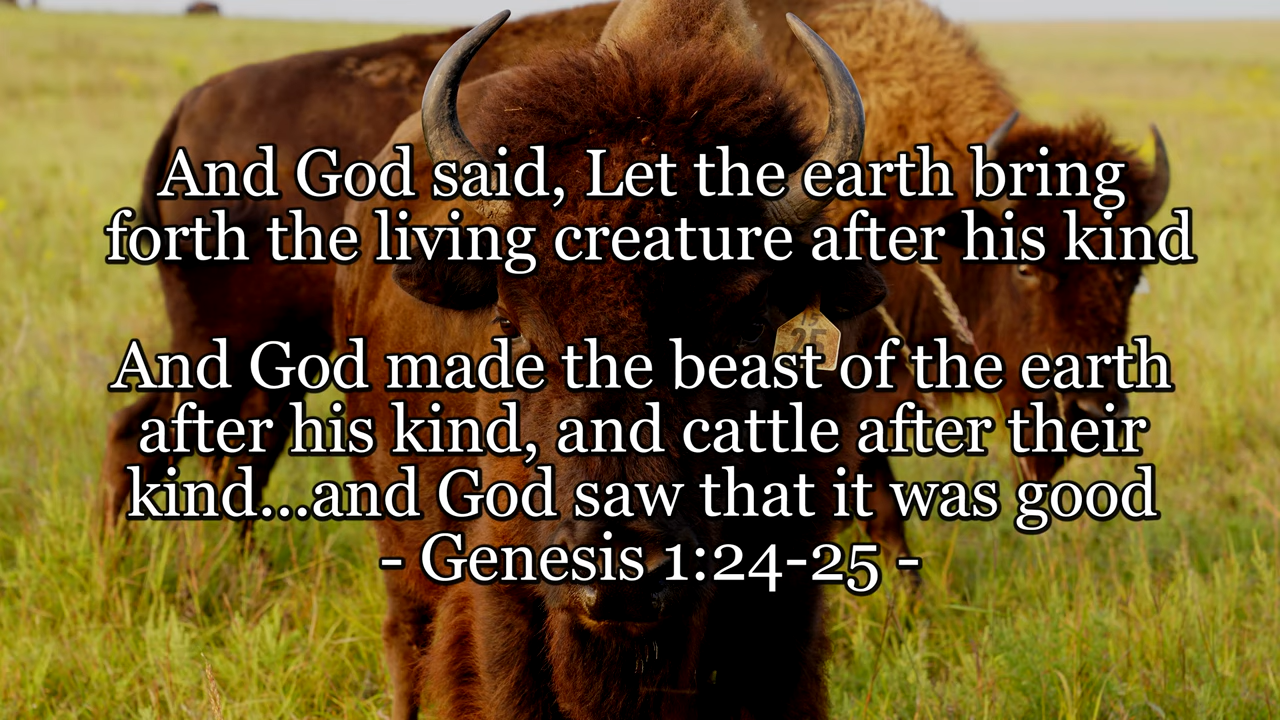 And God said, Let the earth bring
forth the living creature after his kind
25
And God made the beast of the earth
after his kind, and cattle after their
kind...and God saw that it was good
- Genesis 1:24-25 -